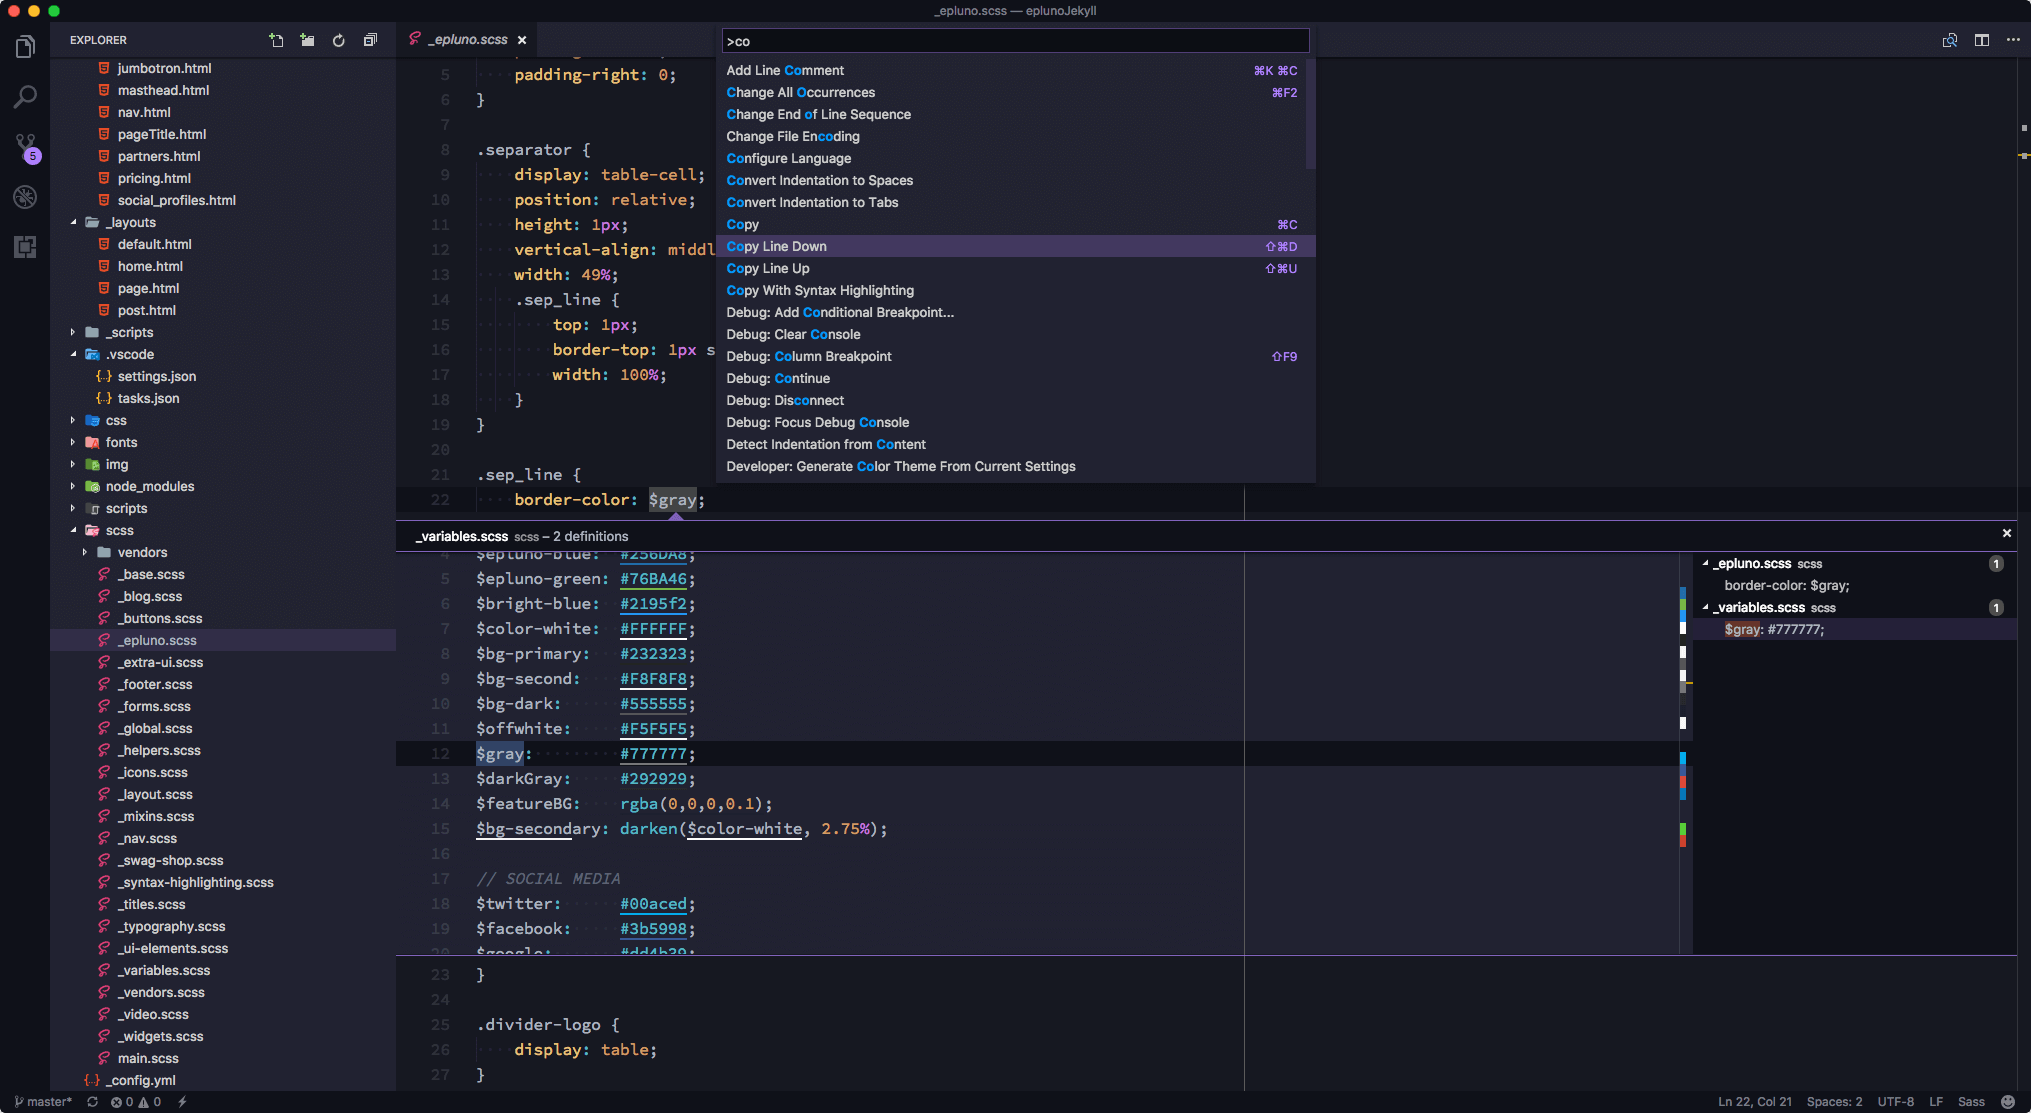 _epluno.scss — eplunoJekyll
EXPLORER
jumbotron.html
masthead.html
nav.html
pageTitle.html
partners.html
pricing.html
social_profiles.html
_layouts
default.html
home.html
page.html
post.html
_scripts
.vscode
settings.json
tasks.json
css
fonts
img
node_modules
scripts
scss
vendors
_base.scss
_blog.scss
_buttons.scss
_epluno.scss
_extra-ui.scss
_footer.scss
_forms.scss
_global.scss
_helpers.scss
_icons.scss
_layout.scss
_mixins.scss
_nav.scss
_swag-shop.scss
_syntax-highlighting.scss
_titles.scss
_typography.scss
_ui-elements.scss
_variables.scss
_vendors.scss
_video.scss
_widgets.scss
main.scss
_config.yml
5
_epluno.scss
5 padding-right: 0;
6 }
7
8 .separator {
9 display: table-cell;
10 position: relative;
11 height: 1px;
12 vertical-align: middl
13 width: 49%;
14 .sep_line {
15 top: 1px;
16 border-top: 1px s
17 width: 100%;
18 }
19 }
20
21 .sep_line {
22 border-color: $gray;
>co
Add Line Comment ⌘K ⌘C
Change All Occurrences ⌘F2
Change End of Line Sequence
Change File Encoding
Configure Language
Convert Indentation to Spaces
Convert Indentation to Tabs
Copy ⌘C
Copy Line Down ⇧⌘D
Copy Line Up ⇧⌘U
Copy With Syntax Highlighting
Debug: Add Conditional Breakpoint...
Debug: Clear Console
Debug: Column Breakpoint ⇧F9
Debug: Continue
Debug: Disconnect
Debug: Focus Debug Console
Detect Indentation from Content
Developer: Generate Color Theme From Current Settings
_variables.scss scss – 2 definitions
4 $epluno-blue: #256DA8;
5 $epluno-green: #76BA46;
6 $bright-blue: #2195f2;
7 $color-white: #FFFFFF;
8 $bg-primary: #232323;
9 $bg-second: #F8F8F8;
10 $bg-dark: #555555;
11 $offwhite: #F5F5F5;
12 $gray: #777777;
13 $darkGray: #292929;
14 $featureBG: rgba(0,0,0,0.1);
15 $bg-secondary: darken($color-white, 2.75%);
16
17 // SOCIAL MEDIA
18 $twitter: #00aced;
19 $facebook: #3b5998;
20 $google: #dd4b39;
_epluno.scss scss 1
border-color: $gray;
_variables.scss scss 1
$gray: #777777;
23 }
24
25 .divider-logo {
26 display: table;
27 }
master* 0 0 Ln 22, Col 21 Spaces: 2 UTF-8 LF Sass